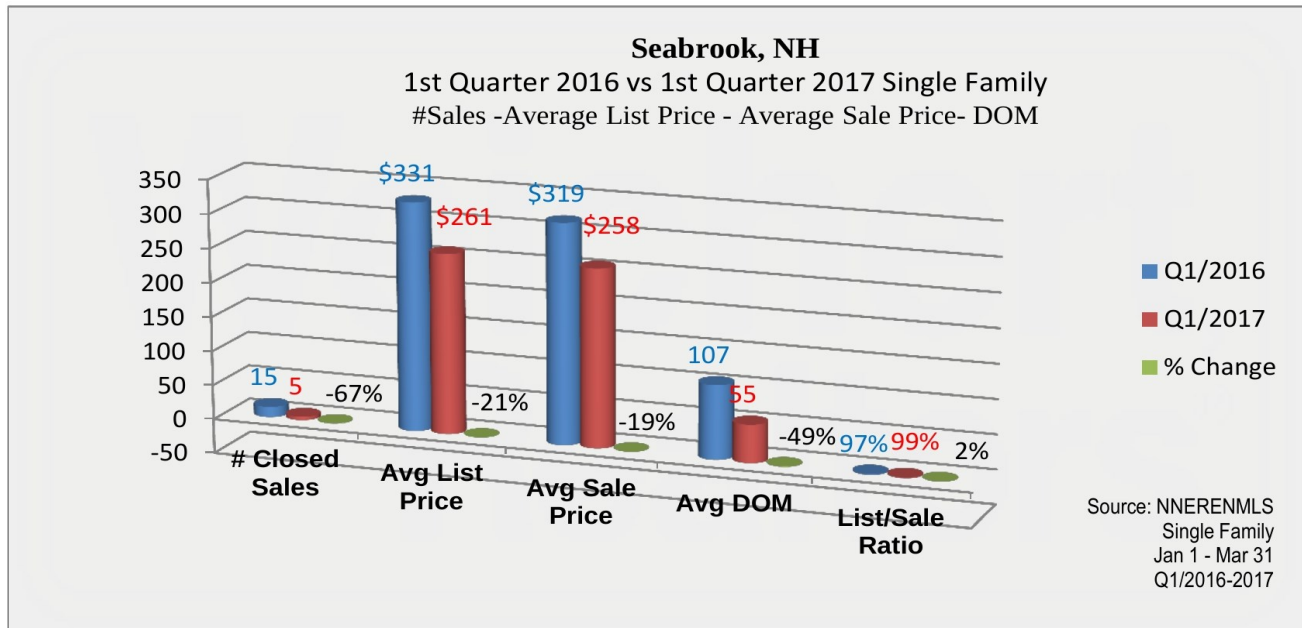 Seabrook, NH
1st Quarter 2016 vs 1st Quarter 2017 Single Family
#Sales -Average List Price - Average Sale Price- DOM
350
300
250
200
150
100
50
0
-50
15
5
-67%
$331
$261
-21%
$319
$258
-19%
107
55
-49%
97%
99%
2%
# Closed
Sales
Avg List
Price
Avg Sale
Price
Avg DOM
List/Sale
Ratio
Q1/2016
Q1/2017
% Change
Source: NNERENMLS
Single Family
Jan 1 - Mar 31
Q1/2016-2017